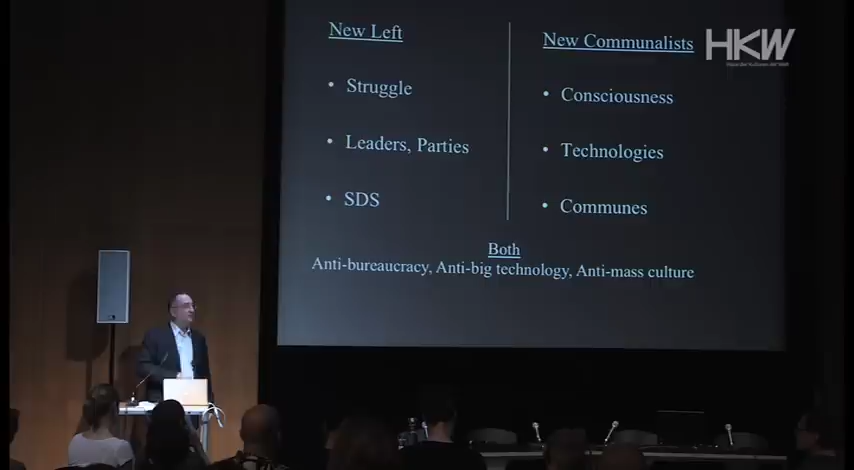 New Left
• Struggle
• Leaders, Parties
• SDS
New Communalists
• Consciousness
• Technologies
• Communes
Both
Anti-bureaucracy, Anti-big technology, Anti-mass culture
HKW